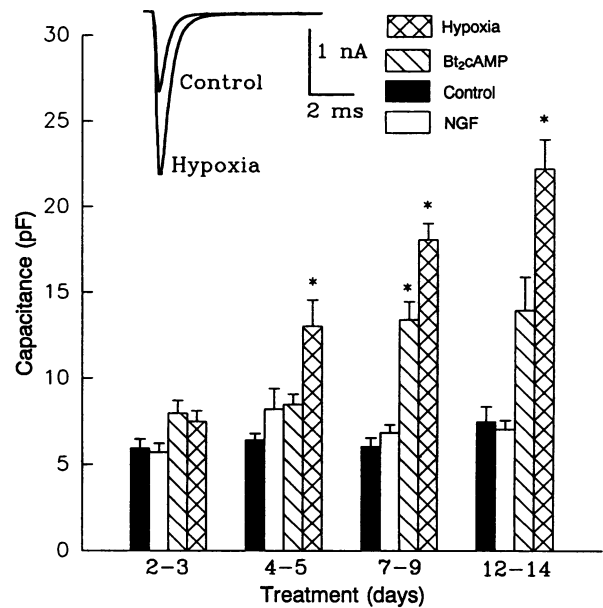 Control
Hypoxia
1 nA
2 ms
Hypoxia
Bt₂cAMP
Control
NGF
Capacitance (pF)
30
25
20
15
10
5
0
*
*
*
*
2-3
4-5
7-9
12-14
Treatment (days)